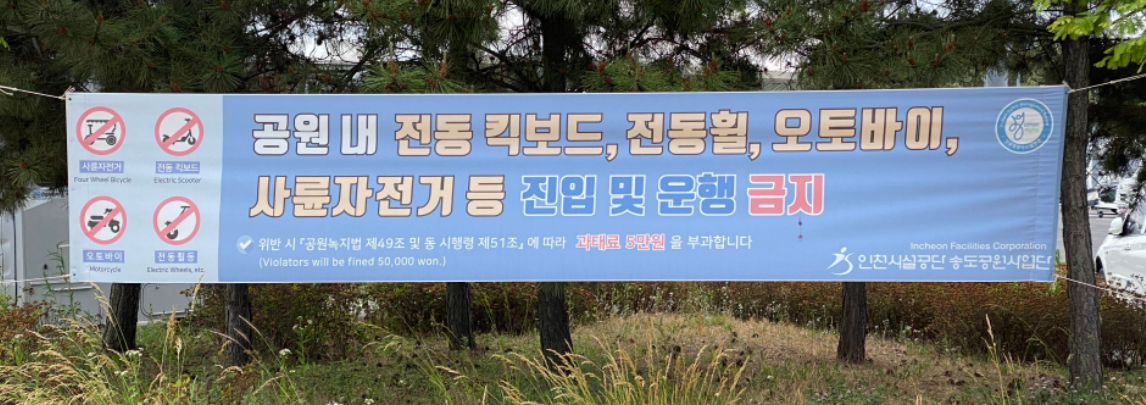 공원 내 전동 킥보드, 전동휠, 오토바이,
사륜자전거 등 진입 및 운행 금지
위반 시 『공원녹지법 제49조 및 동 시행령 제51조』에 따라 과태료 5만원 을 부과합니다
(Violators will be fined 50,000 won.)
사륜자전거
Four Wheel Bicycle
전동 킥보드
Electric Scooter
오토바이
Motorcycle
전동휠등
Electric Wheels, etc.
Incheon Facilities Corporation
인천시설공단 송도공원사업단